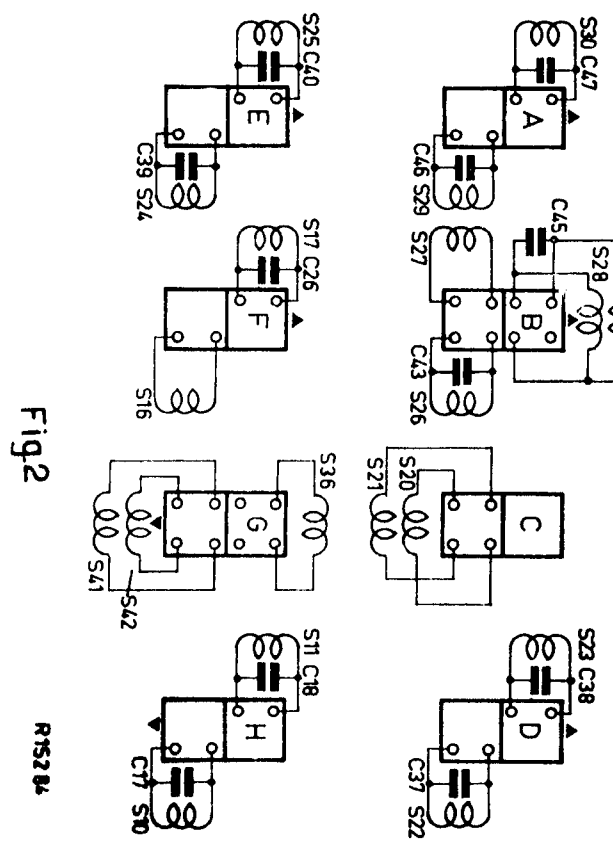 S30 C47
A
C46 S29
C45
S28
S27
B
C43 S26
S20
S21
C
S23 C38
D
C37 S22
S25 C40
E
C39 S24
S17 C26
F
S16
S36
G
S41
S42
S11 C18
H
C17 S10
Fig.2
R152 84